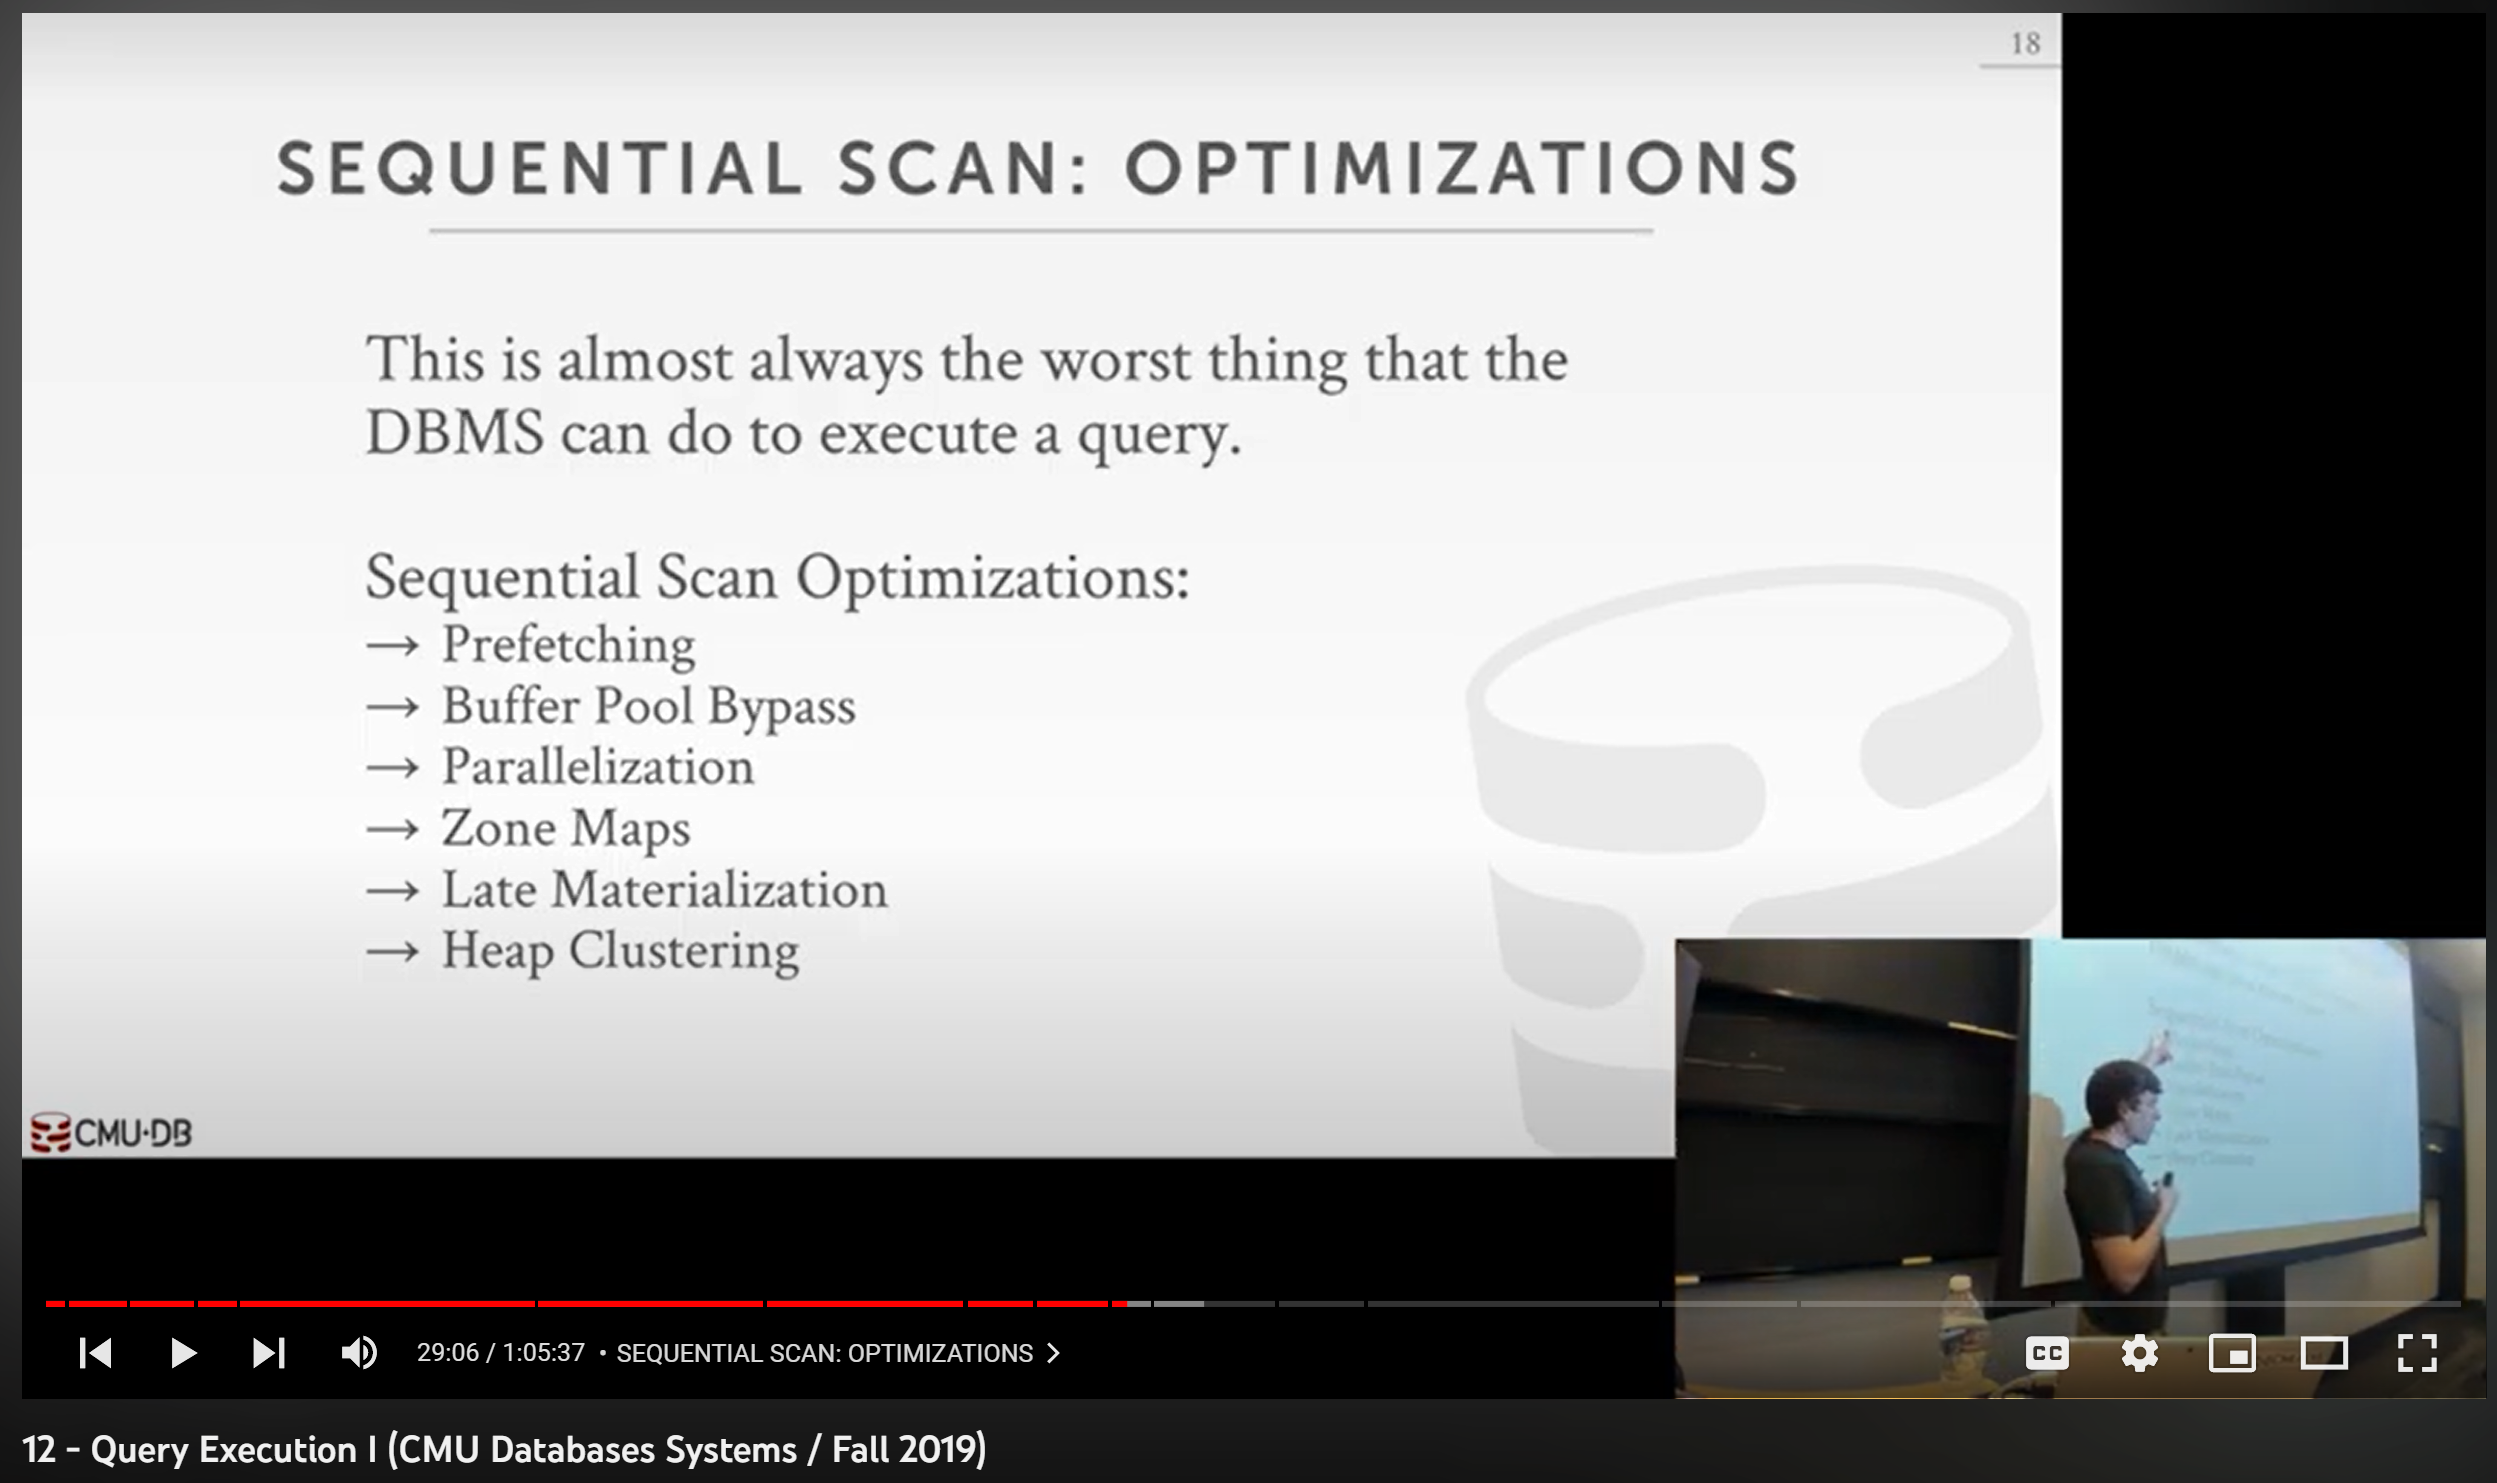 18
SEQUENTIAL SCAN: OPTIMIZATIONS
This is almost always the worst thing that the
DBMS can do to execute a query.
Sequential Scan Optimizations:
→ Prefetching
→ Buffer Pool Bypass
→ Parallelization
→ Zone Maps
→ Late Materialization
→ Heap Clustering
CMU·DB
29:06 / 1:05:37 • SEQUENTIAL SCAN: OPTIMIZATIONS
CC
12 - Query Execution I (CMU Databases Systems / Fall 2019)